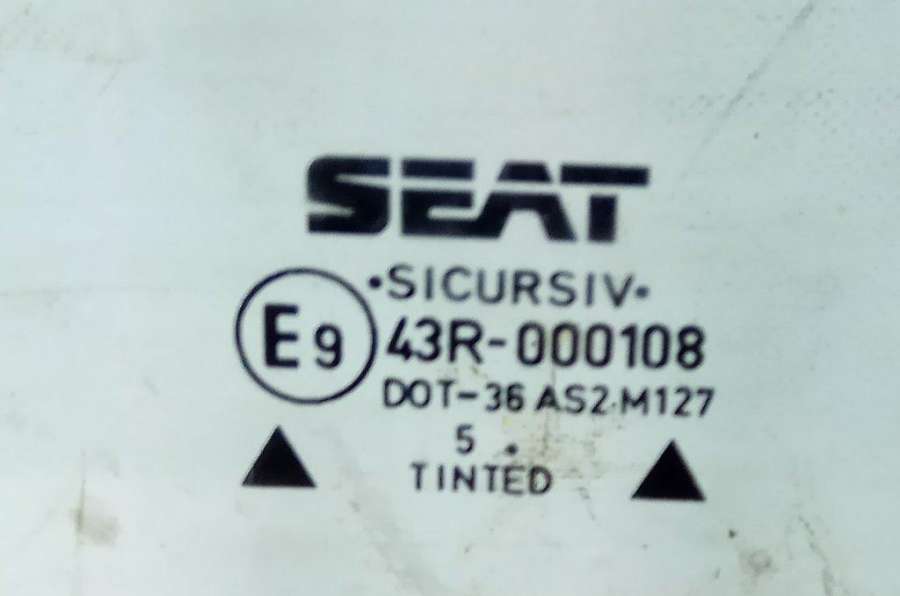 SEAT
·SICURSIV·
E9 43R-000108
DOT-36 AS2·M127
5 .
TINTED